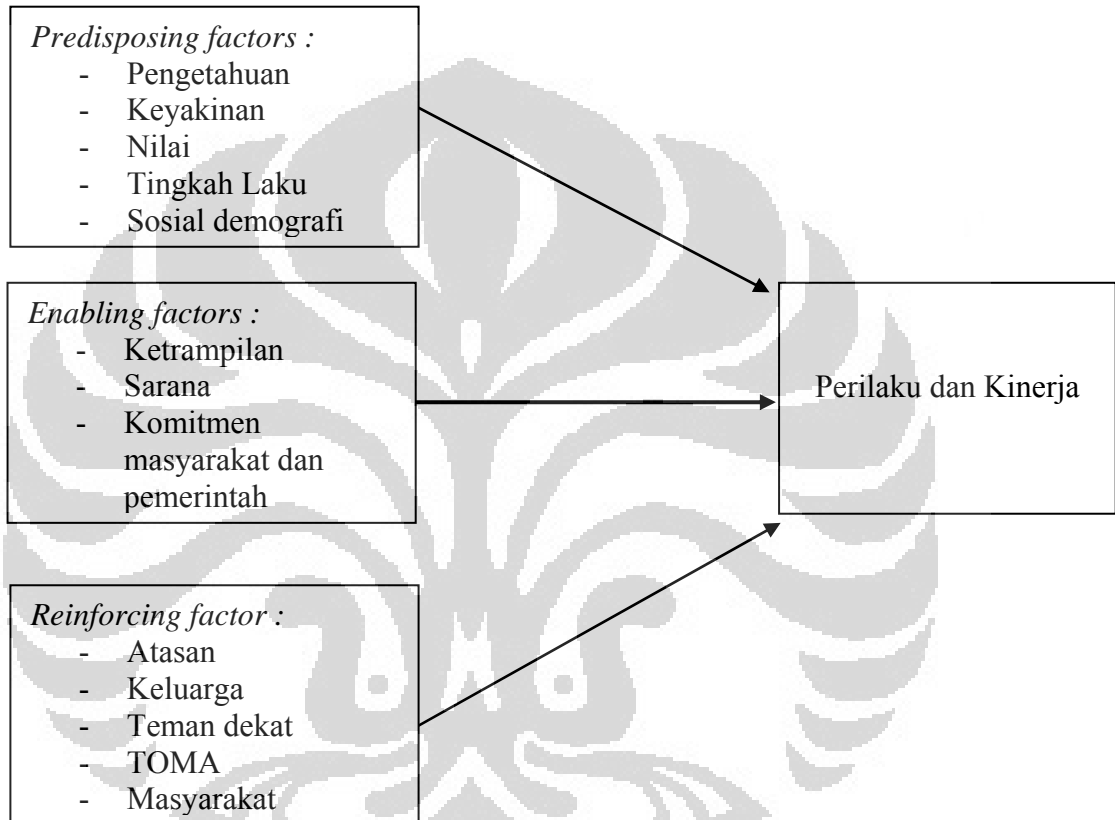 Predisposing factors :
- Pengetahuan
- Keyakinan
- Nilai
- Tingkah Laku
- Sosial demografi
Enabling factors :
- Ketrampilan
- Sarana
- Komitmen
masyarakat dan
pemerintah
Perilaku dan Kinerja
Reinforcing factor :
- Atasan
- Keluarga
- Teman dekat
- TOMA
- Masyarakat